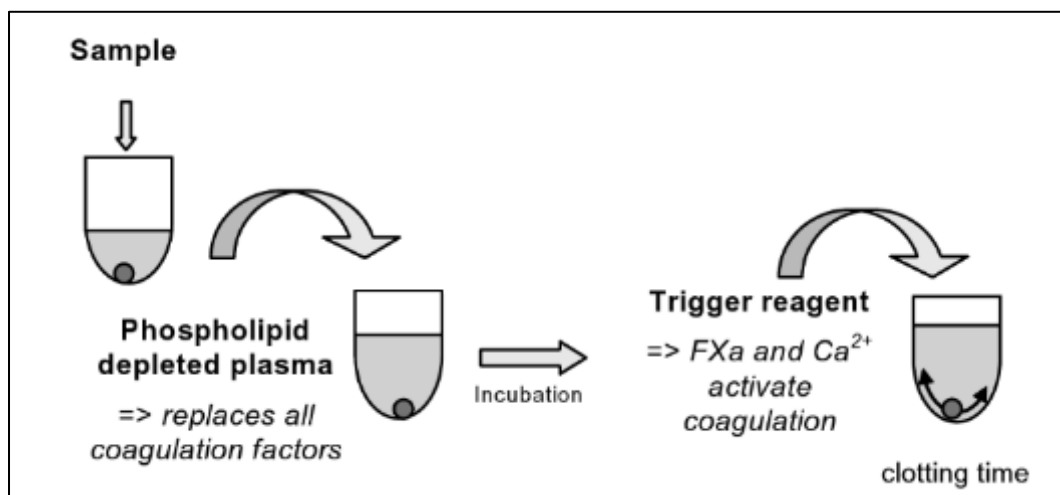 Sample
Phospholipid
depleted plasma
=> replaces all
coagulation factors
Incubation
Trigger reagent
=> FXa and Ca²⁺
activate
coagulation
clotting time